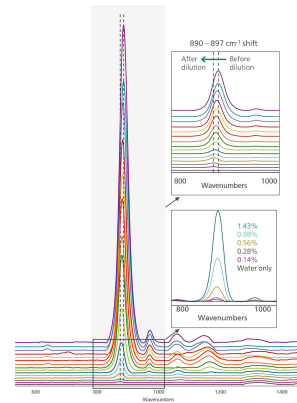 890 – 897 cm⁻¹ shift
After Before
dilution dilution
800 1000
Wavenumbers
1.43%
0.98%
0.56%
0.28%
0.14%
Water only
800 1000
Wavenumbers
600 800 1000 1200 1400
Wavenumbers